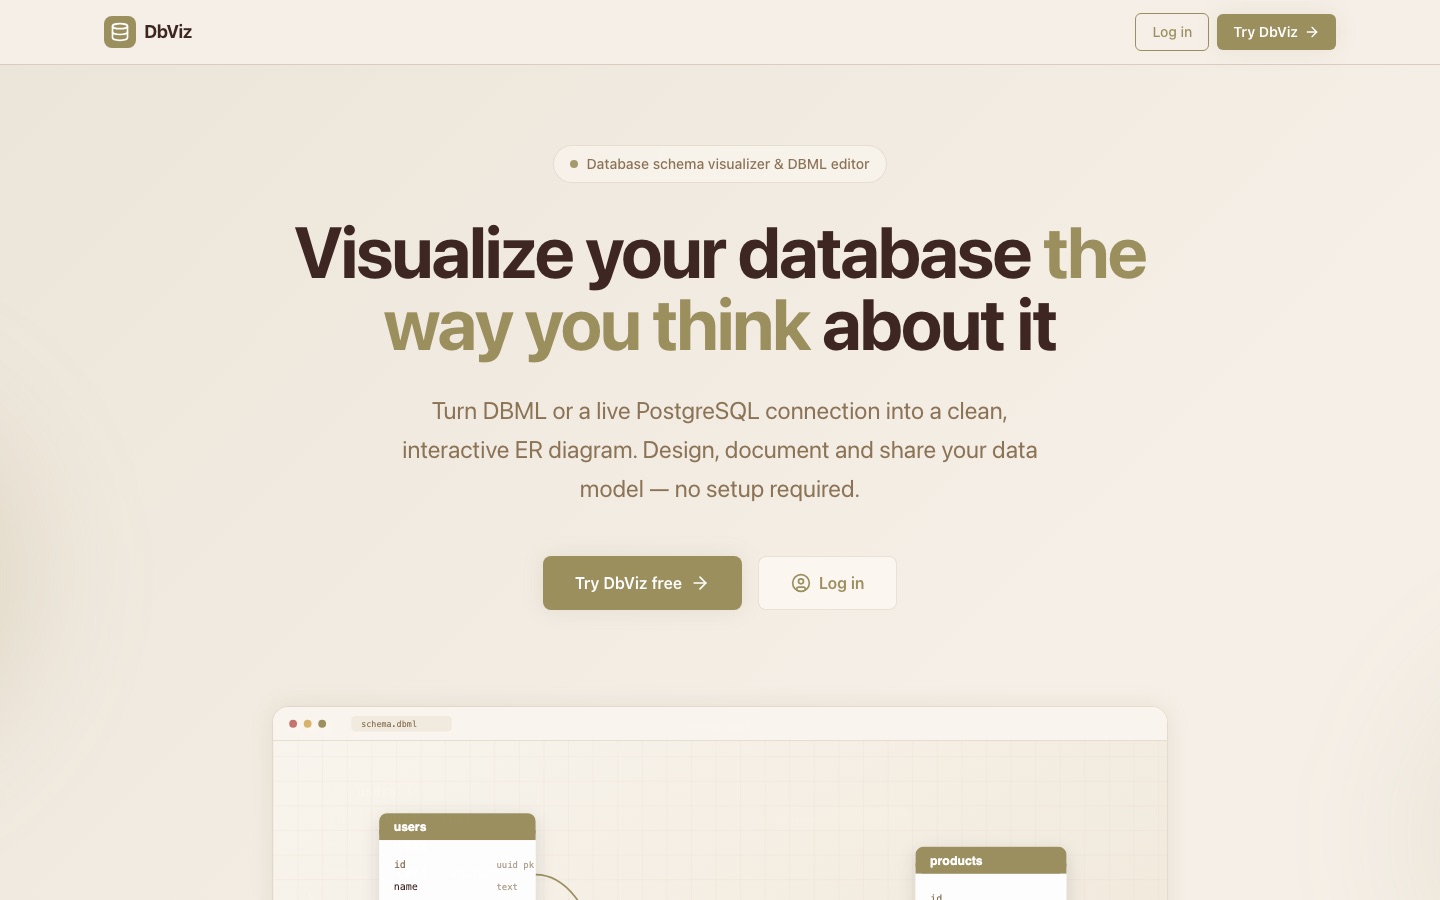 DbViz
Log in
Try DbViz
Database schema visualizer & DBML editor
Visualize your database the
way you think about it
Turn DBML or a live PostgreSQL connection into a clean,
interactive ER diagram. Design, document and share your data
model — no setup required.
Try DbViz free
Log in
schema.dbml
users
id uuid pk
name text
products
id